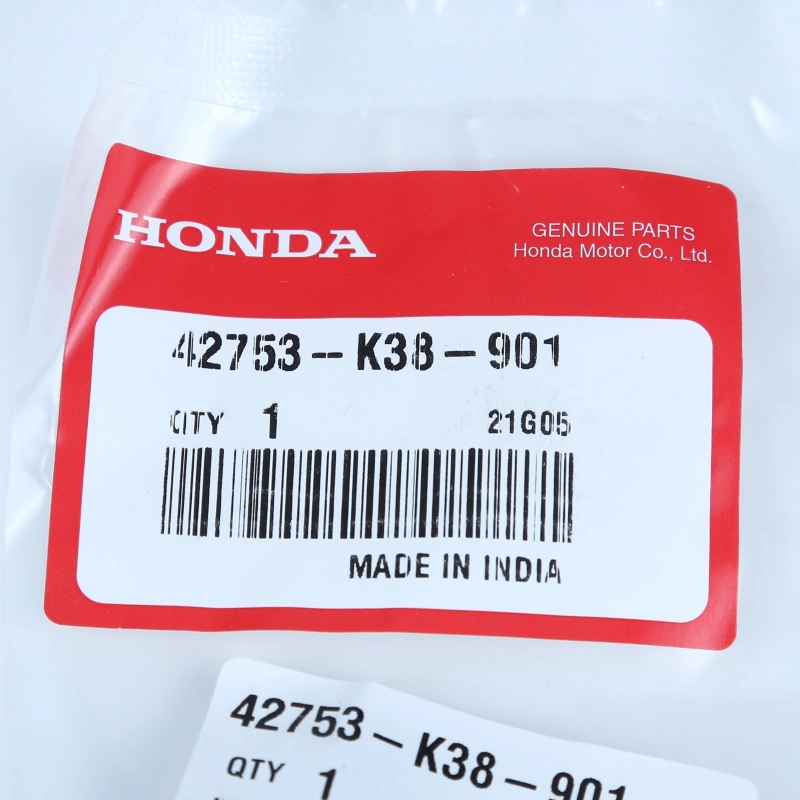 HONDA
GENUINE PARTS
Honda Motor Co., Ltd.
42753-K38-901
QTY 1 21G05
MADE IN INDIA
42753-K38-901
QTY 1